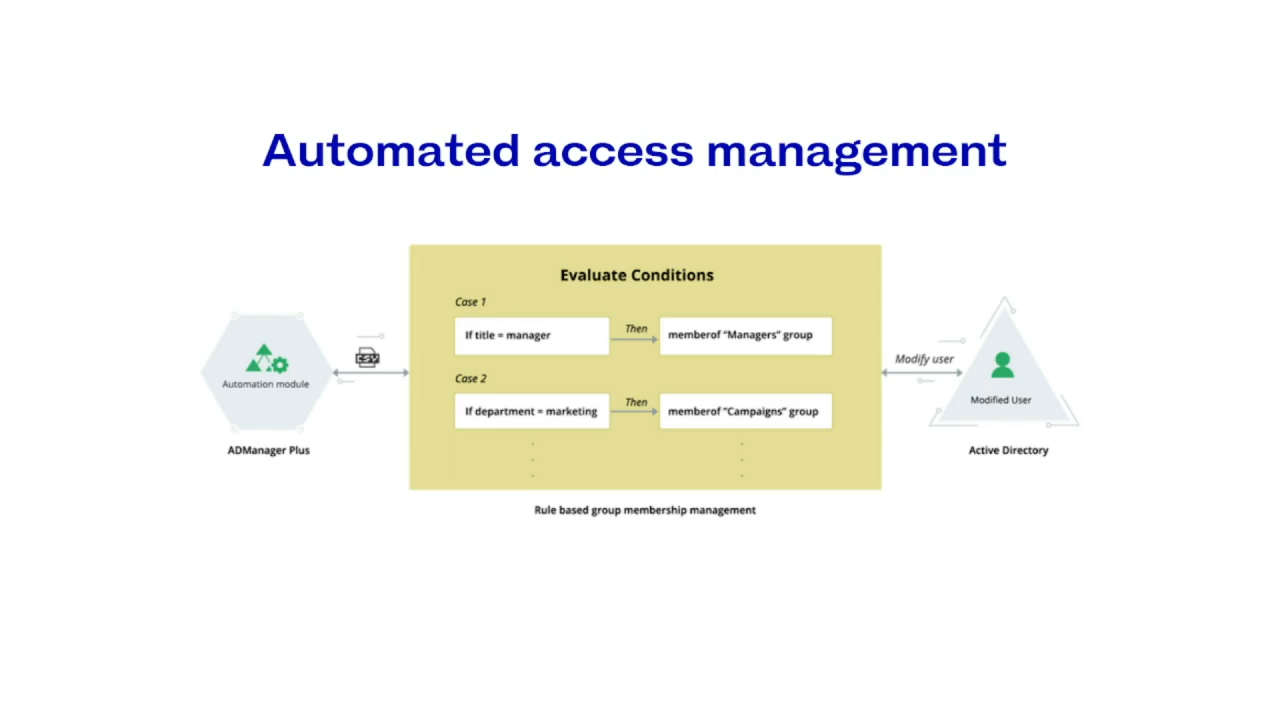 Automated access management
Evaluate Conditions
Case 1
If title = manager
Then
memberof “Managers” group
Case 2
If department = marketing
Then
memberof “Campaigns” group
Rule based group membership management
CSV
Automation module
ADManager Plus
Modify user
Modified User
Active Directory